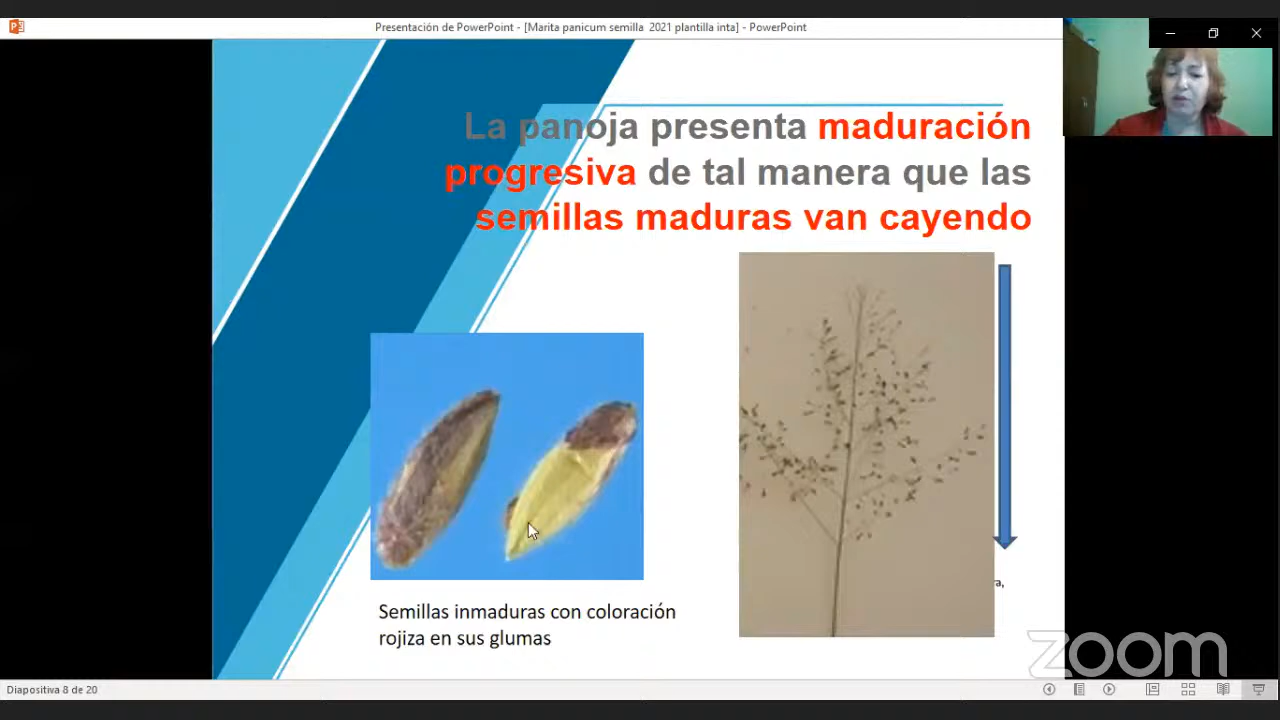 Presentación de PowerPoint - [Marita panicum semilla 2021 plantilla inta] - PowerPoint
La panoja presenta maduración
progresiva de tal manera que las
semillas maduras van cayendo
ra,
Semillas inmaduras con coloración
rojiza en sus glumas
zoom
Diapositiva 8 de 20